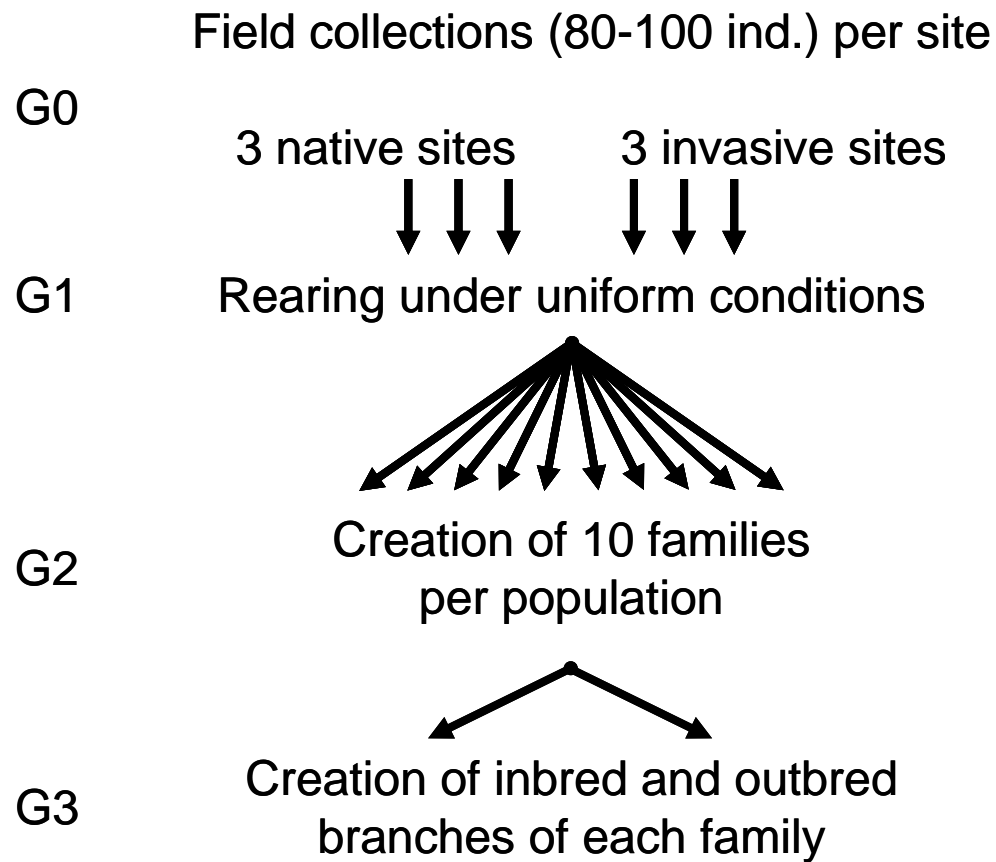 Field collections (80-100 ind.) per site
G0
3 native sites 3 invasive sites
G1 Rearing under uniform conditions
Creation of 10 families
G2
per population
Creation of inbred and outbred
G3
branches of each family